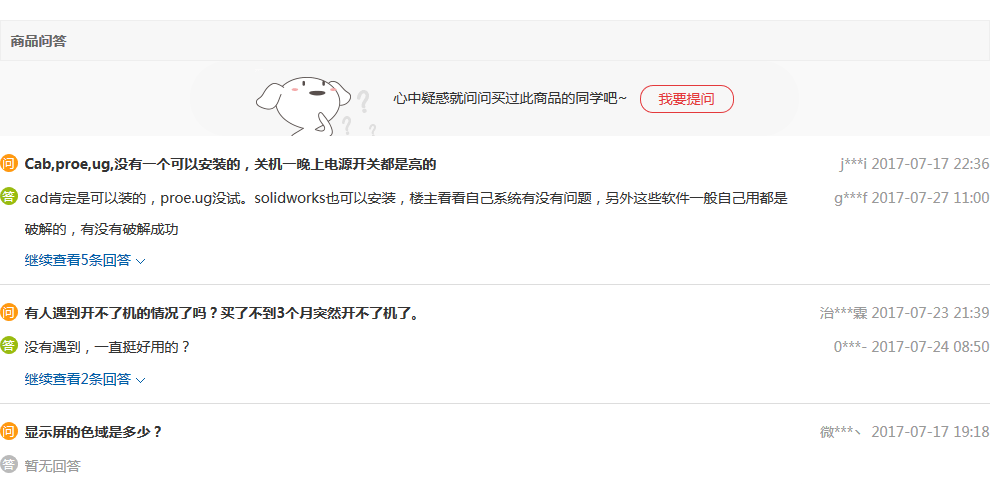 商品问答
心中疑惑就问问买过此商品的同学吧~ 我要提问
问 Cab,proe,ug,没有一个可以安装的，关机一晚上电源开关都是亮的 j***i 2017-07-17 22:36
答 cad肯定是可以装的，proe.ug没试。solidworks也可以安装，楼主看看自己系统有没有问题，另外这些软件一般自己用都是 g***f 2017-07-27 11:00
破解的，有没有破解成功
继续查看5条回答
问 有人遇到开不了机的情况了吗？买了不到3个月突然开不了机了。 治***霖 2017-07-23 21:39
答 没有遇到，一直挺好用的？ 0***- 2017-07-24 08:50
继续查看2条回答
问 显示屏的色域是多少？ 微***丶 2017-07-17 19:18
答 暂无回答